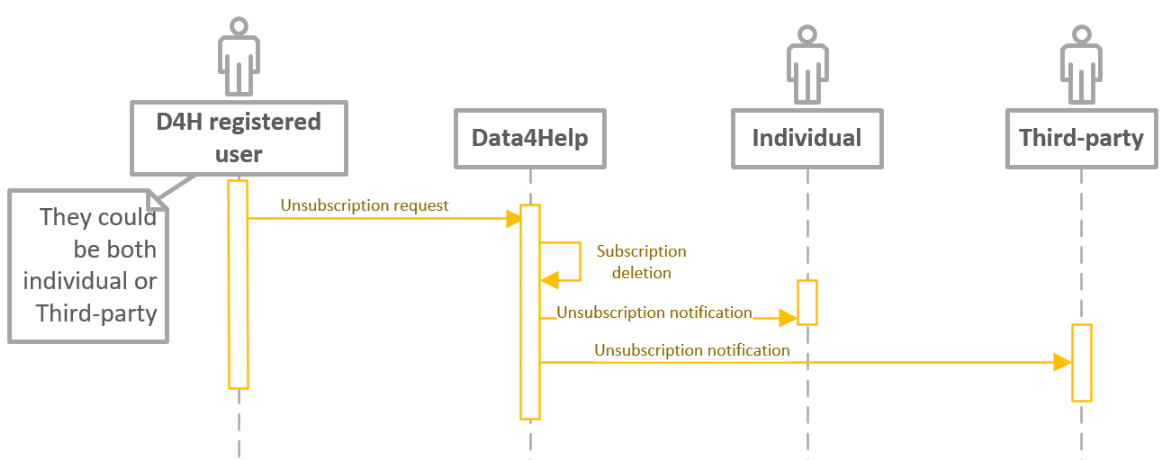 D4H registered
user
Data4Help
Individual
Third-party
They could
be both
individual or
Third-party
Unsubscription request
Subscription
deletion
Unsubscription notification
Unsubscription notification